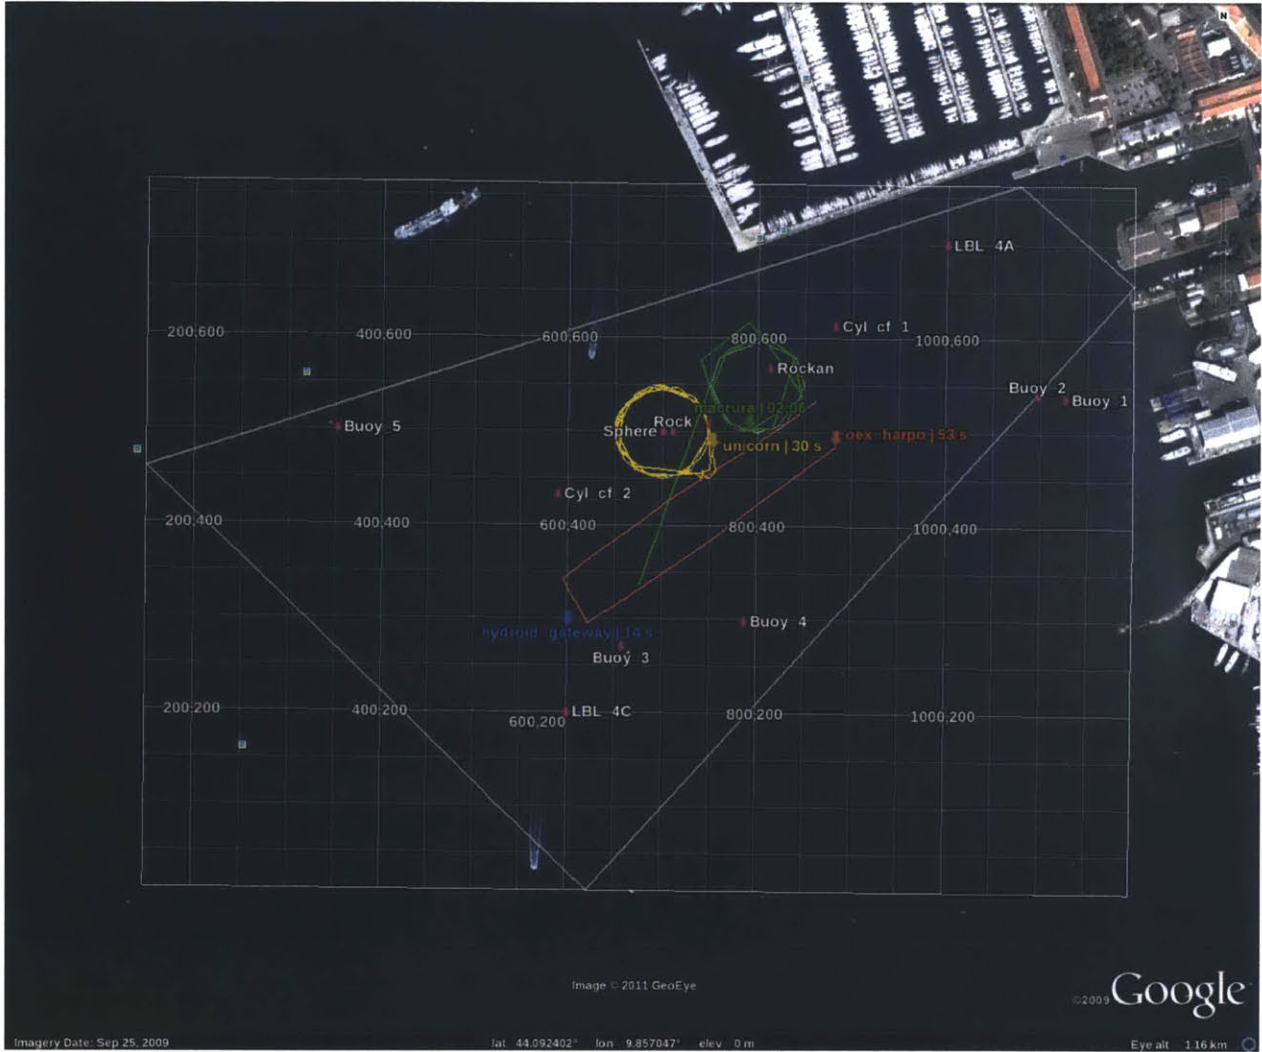 N
LBL 4A
200,600
400,600
600,600
800,600
Cyl cf 1
1000,600
Rockan
Buoy 2
Buoy 1
macrura | 02:06
Buoy 5
Rock
Sphere
unicorn | 30 s
oex harpo | 53 s
Cyl cf 2
200,400
400,400
600,400
800,400
1000,400
hydroid gateway | 14 s
Buoy 4
Buoy 3
200,200
400,200
600,200
LBL 4C
800,200
1000,200
Image © 2011 GeoEye
©2009 Google
Imagery Date: Sep 25, 2009
lat 44.092402° lon 9.857047° elev 0 m
Eye alt 1.16 km